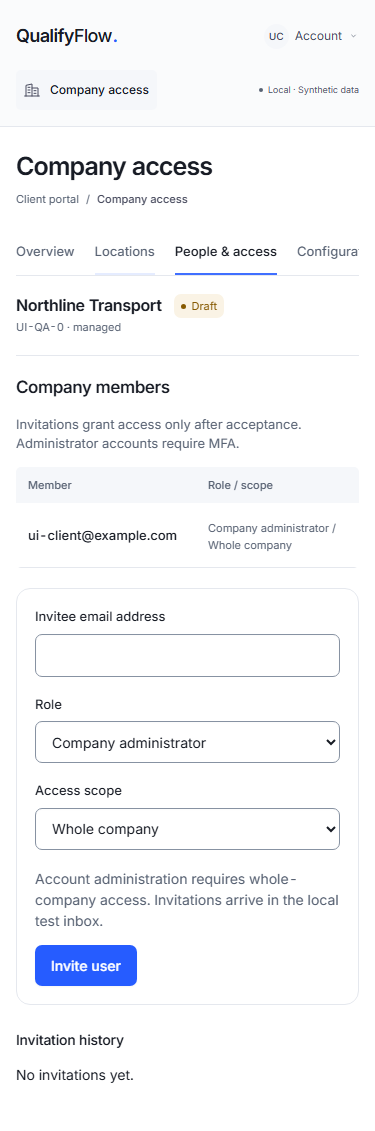 QualifyFlow.
UC Account
Company access
Local · Synthetic data
Company access
Client portal / Company access
Overview Locations People & access Configura
Northline Transport Draft
UI-QA-0 · managed
Company members
Invitations grant access only after acceptance.
Administrator accounts require MFA.
Member Role / scope
ui-client@example.com Company administrator /
Whole company
Invitee email address
Role
Company administrator
Access scope
Whole company
Account administration requires whole-
company access. Invitations arrive in the local
test inbox.
Invite user
Invitation history
No invitations yet.